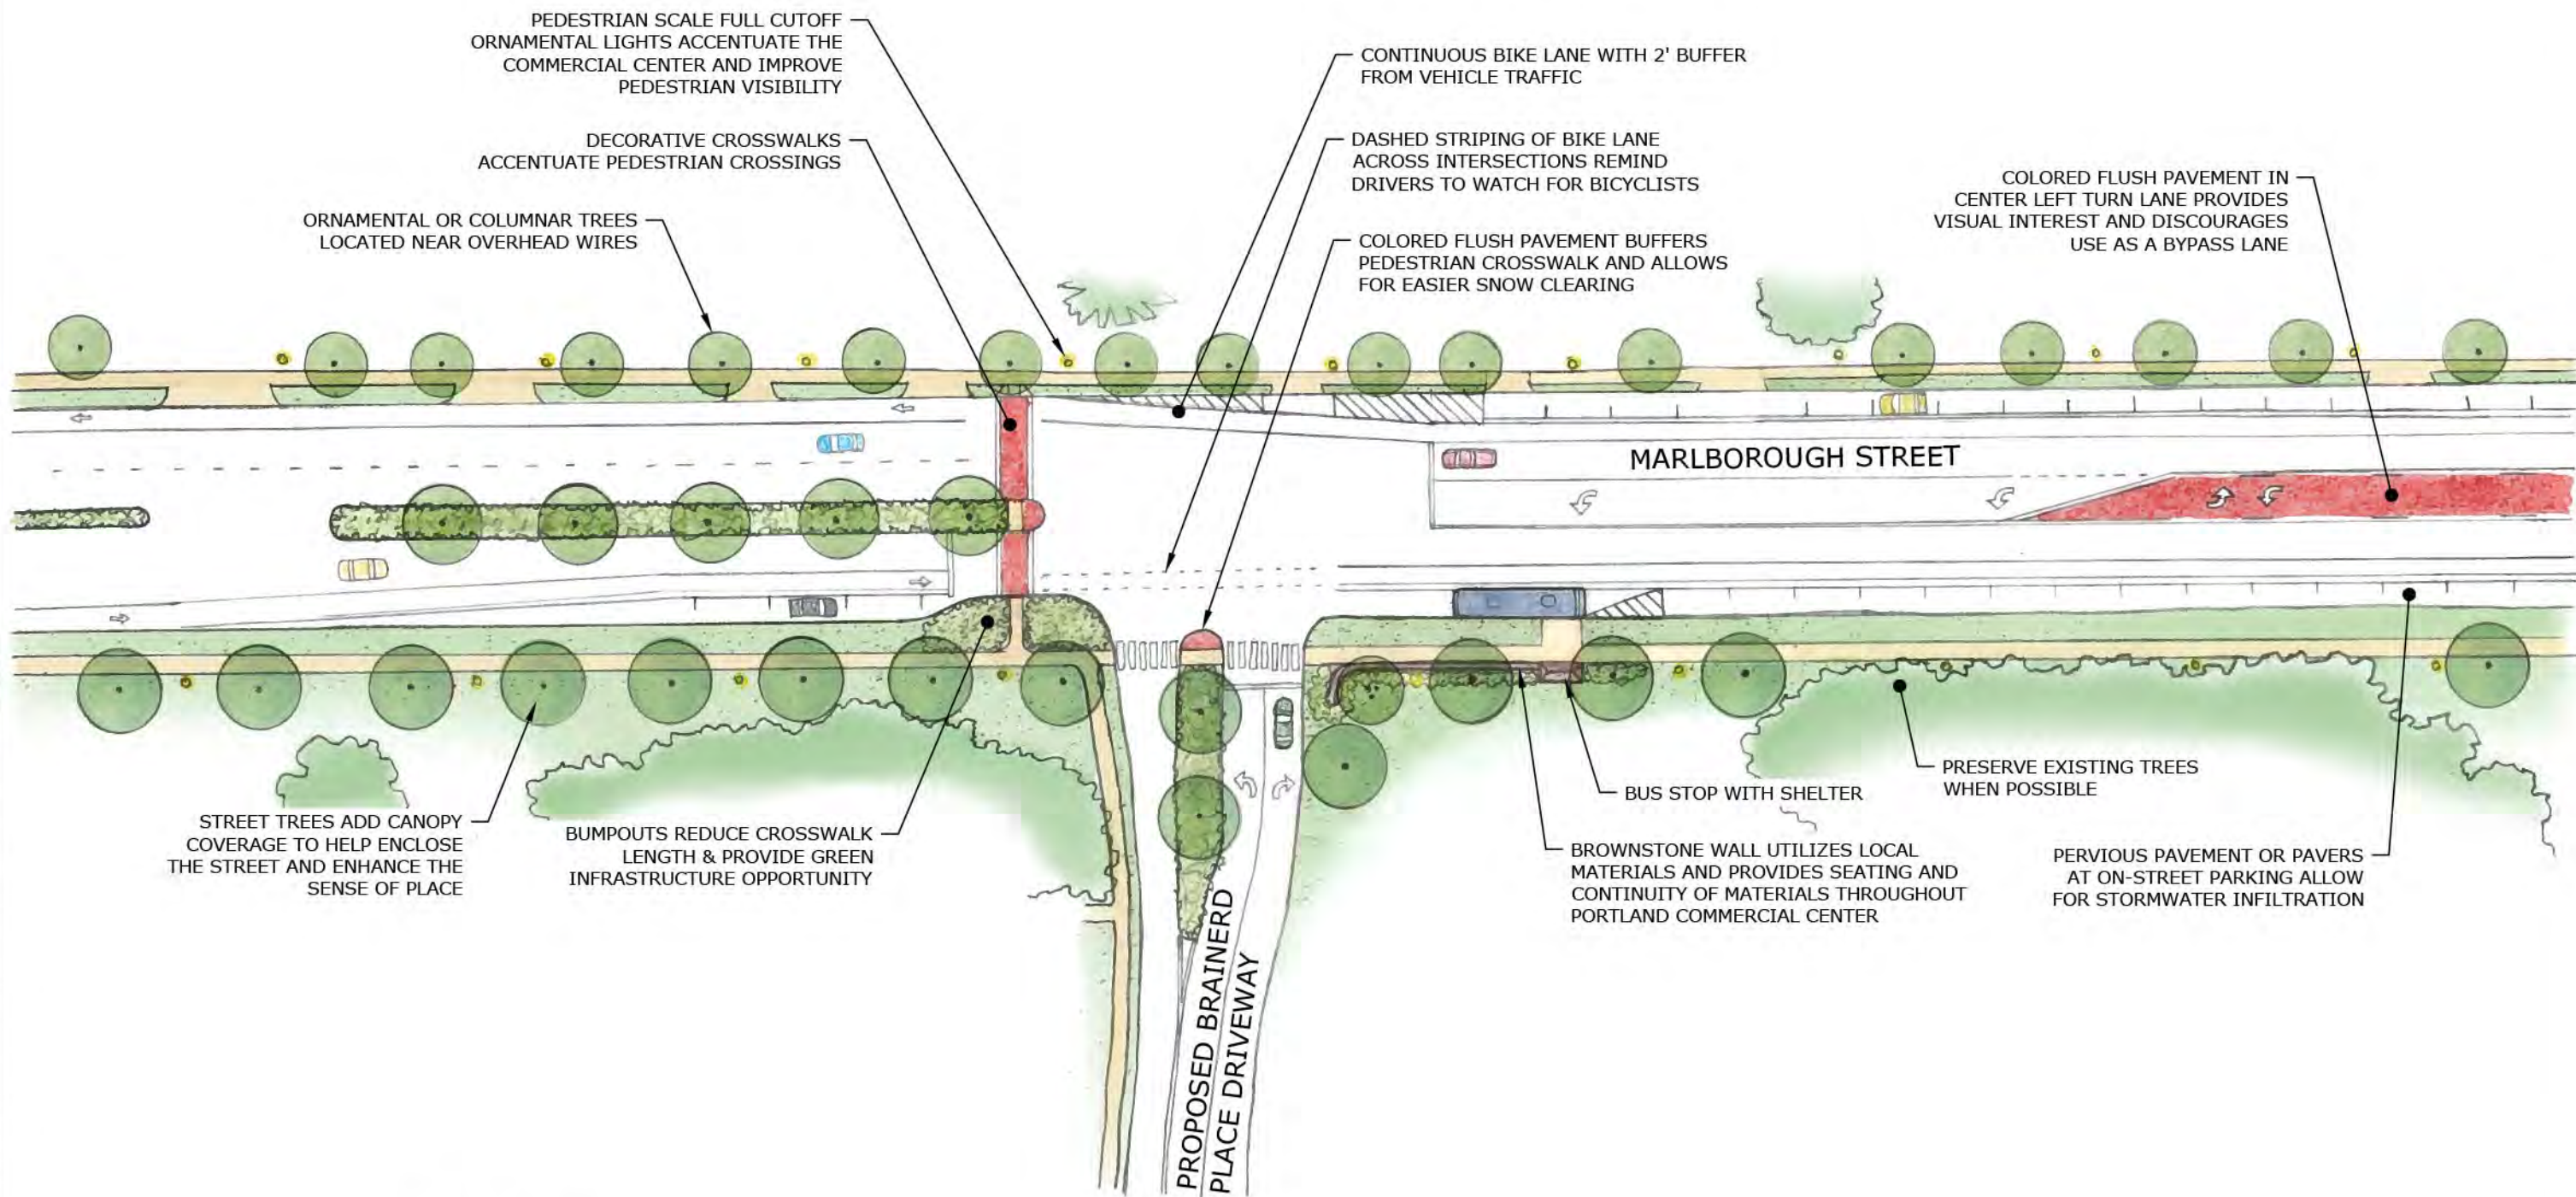 PEDESTRIAN SCALE FULL CUTOFF
ORNAMENTAL LIGHTS ACCENTUATE THE
COMMERCIAL CENTER AND IMPROVE
PEDESTRIAN VISIBILITY
DECORATIVE CROSSWALKS
ACCENTUATE PEDESTRIAN CROSSINGS
ORNAMENTAL OR COLUMNAR TREES
LOCATED NEAR OVERHEAD WIRES
CONTINUOUS BIKE LANE WITH 2' BUFFER
FROM VEHICLE TRAFFIC
DASHED STRIPING OF BIKE LANE
ACROSS INTERSECTIONS REMIND
DRIVERS TO WATCH FOR BICYCLISTS
COLORED FLUSH PAVEMENT BUFFERS
PEDESTRIAN CROSSWALK AND ALLOWS
FOR EASIER SNOW CLEARING
COLORED FLUSH PAVEMENT IN
CENTER LEFT TURN LANE PROVIDES
VISUAL INTEREST AND DISCOURAGES
USE AS A BYPASS LANE
MARLBOROUGH STREET
STREET TREES ADD CANOPY
COVERAGE TO HELP ENCLOSE
THE STREET AND ENHANCE THE
SENSE OF PLACE
BUMPOUTS REDUCE CROSSWALK
LENGTH & PROVIDE GREEN
INFRASTRUCTURE OPPORTUNITY
PROPOSED BRAINERD
PLACE DRIVEWAY
BUS STOP WITH SHELTER
BROWNSTONE WALL UTILIZES LOCAL
MATERIALS AND PROVIDES SEATING AND
CONTINUITY OF MATERIALS THROUGHOUT
PORTLAND COMMERCIAL CENTER
PRESERVE EXISTING TREES
WHEN POSSIBLE
PERVIOUS PAVEMENT OR PAVERS
AT ON-STREET PARKING ALLOW
FOR STORMWATER INFILTRATION